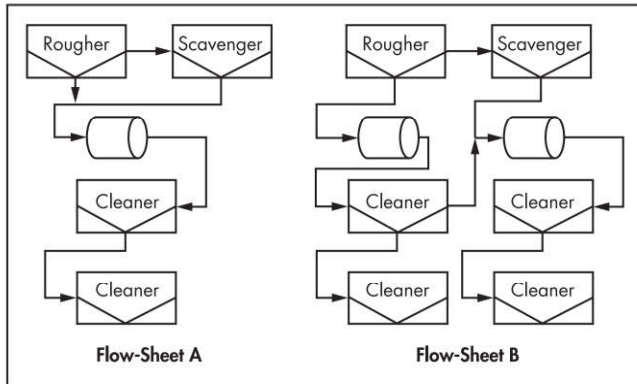 Rougher
Scavenger
Rougher
Scavenger
Cleaner
Cleaner
Cleaner
Cleaner
Cleaner
Cleaner
Flow-Sheet A
Flow-Sheet B